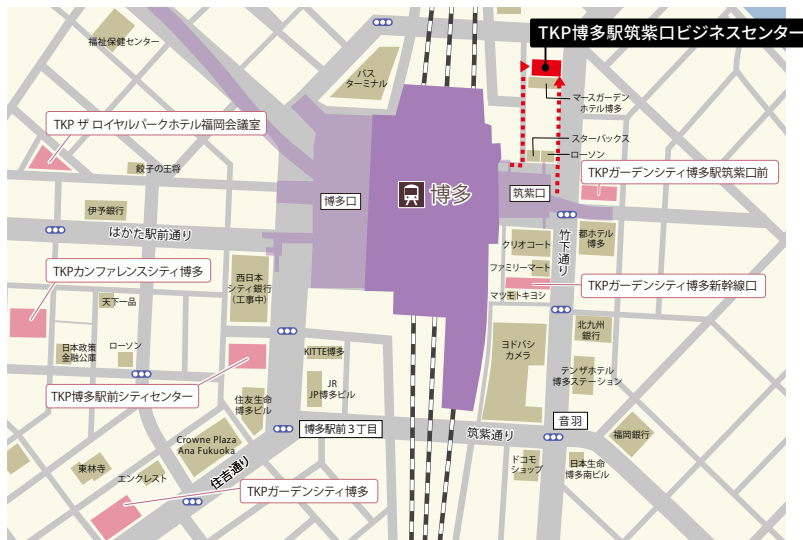 TKP博多駅筑紫口ビジネスセンター
福祉保健センター
バス
ターミナル
マースガーデン
ホテル博多
TKP ザ ロイヤルパークホテル福岡会議室
スターバックス
ローソン
餃子の王将
TKPガーデンシティ博多駅筑紫口前
博多口
博多
筑紫口
伊予銀行
はかた駅前通り
クリオコート
竹下通り
都ホテル
博多
TKPカンファレンスシティ博多
西日本
シティ銀行
(工事中)
ファミリーマート
TKPガーデンシティ博多新幹線口
マツモトキヨシ
天下一品
日本政策
金融公庫
ローソン
KITTE博多
ヨドバシ
カメラ
北九州
銀行
TKP博多駅前シティセンター
JR
JP博多ビル
テンザホテル
博多ステーション
住友生命
博多ビル
博多駅前3丁目
筑紫通り
音羽
福岡銀行
Crowne Plaza
Ana Fukuoka
住吉通り
東林寺
エンクレスト
ドコモ
ショップ
日本生命
博多南ビル
TKPガーデンシティ博多